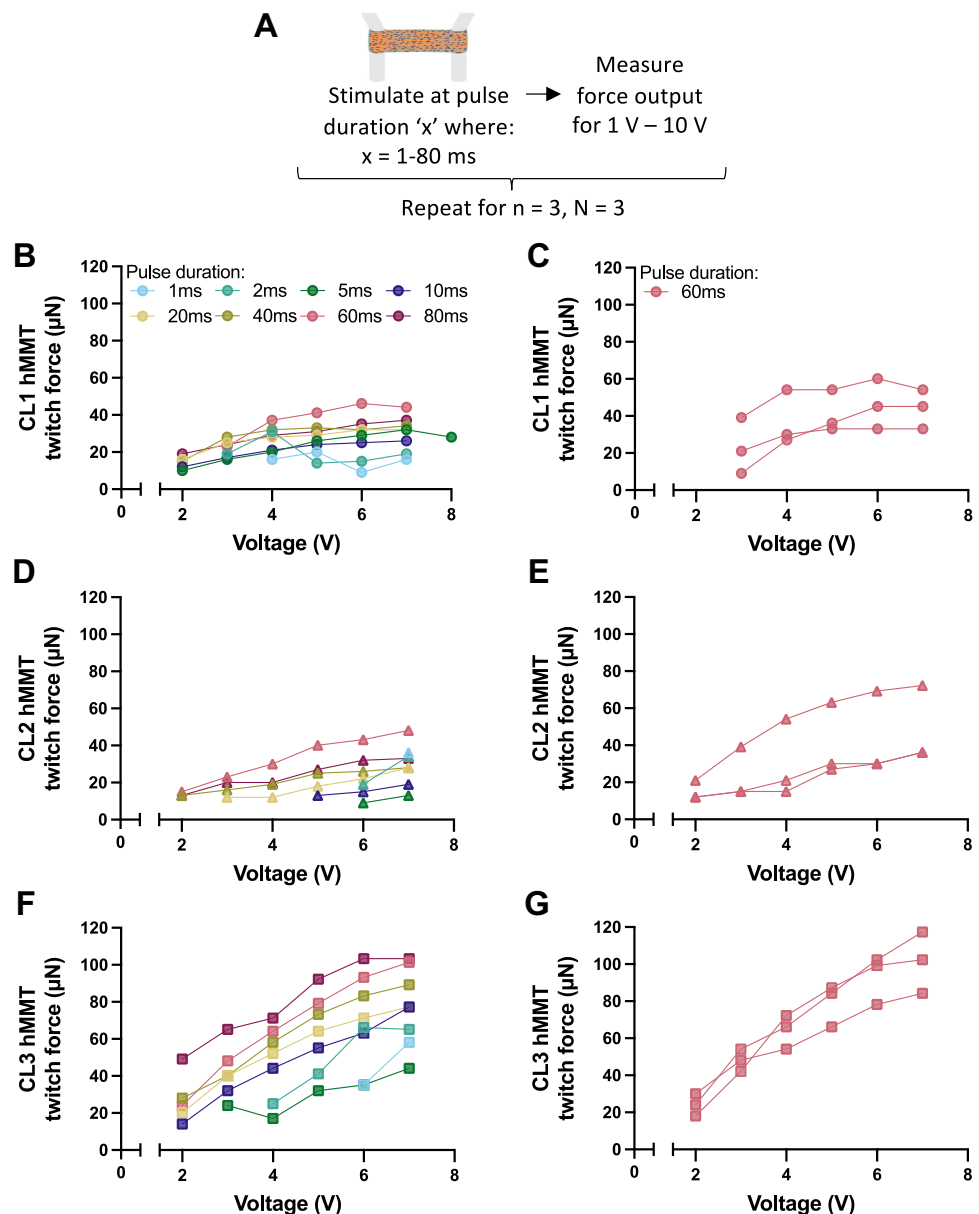 A
Stimulate at pulse
duration ‘x’ where:
x = 1-80 ms
Measure
force output
for 1 V – 10 V
Repeat for n = 3, N = 3
B
Pulse duration:
1ms 2ms 5ms 10ms
20ms 40ms 60ms 80ms
CL1 hMMT
twitch force (µN)
120
100
80
60
40
20
0
0 2 4 6 8
Voltage (V)
C
Pulse duration:
60ms
CL1 hMMT
twitch force (µN)
120
100
80
60
40
20
0
0 2 4 6 8
Voltage (V)
D
CL2 hMMT
twitch force (µN)
120
100
80
60
40
20
0
0 2 4 6 8
Voltage (V)
E
CL2 hMMT
twitch force (µN)
120
100
80
60
40
20
0
0 2 4 6 8
Voltage (V)
F
CL3 hMMT
twitch force (µN)
120
100
80
60
40
20
0
0 2 4 6 8
Voltage (V)
G
CL3 hMMT
twitch force (µN)
120
100
80
60
40
20
0
0 2 4 6 8
Voltage (V)